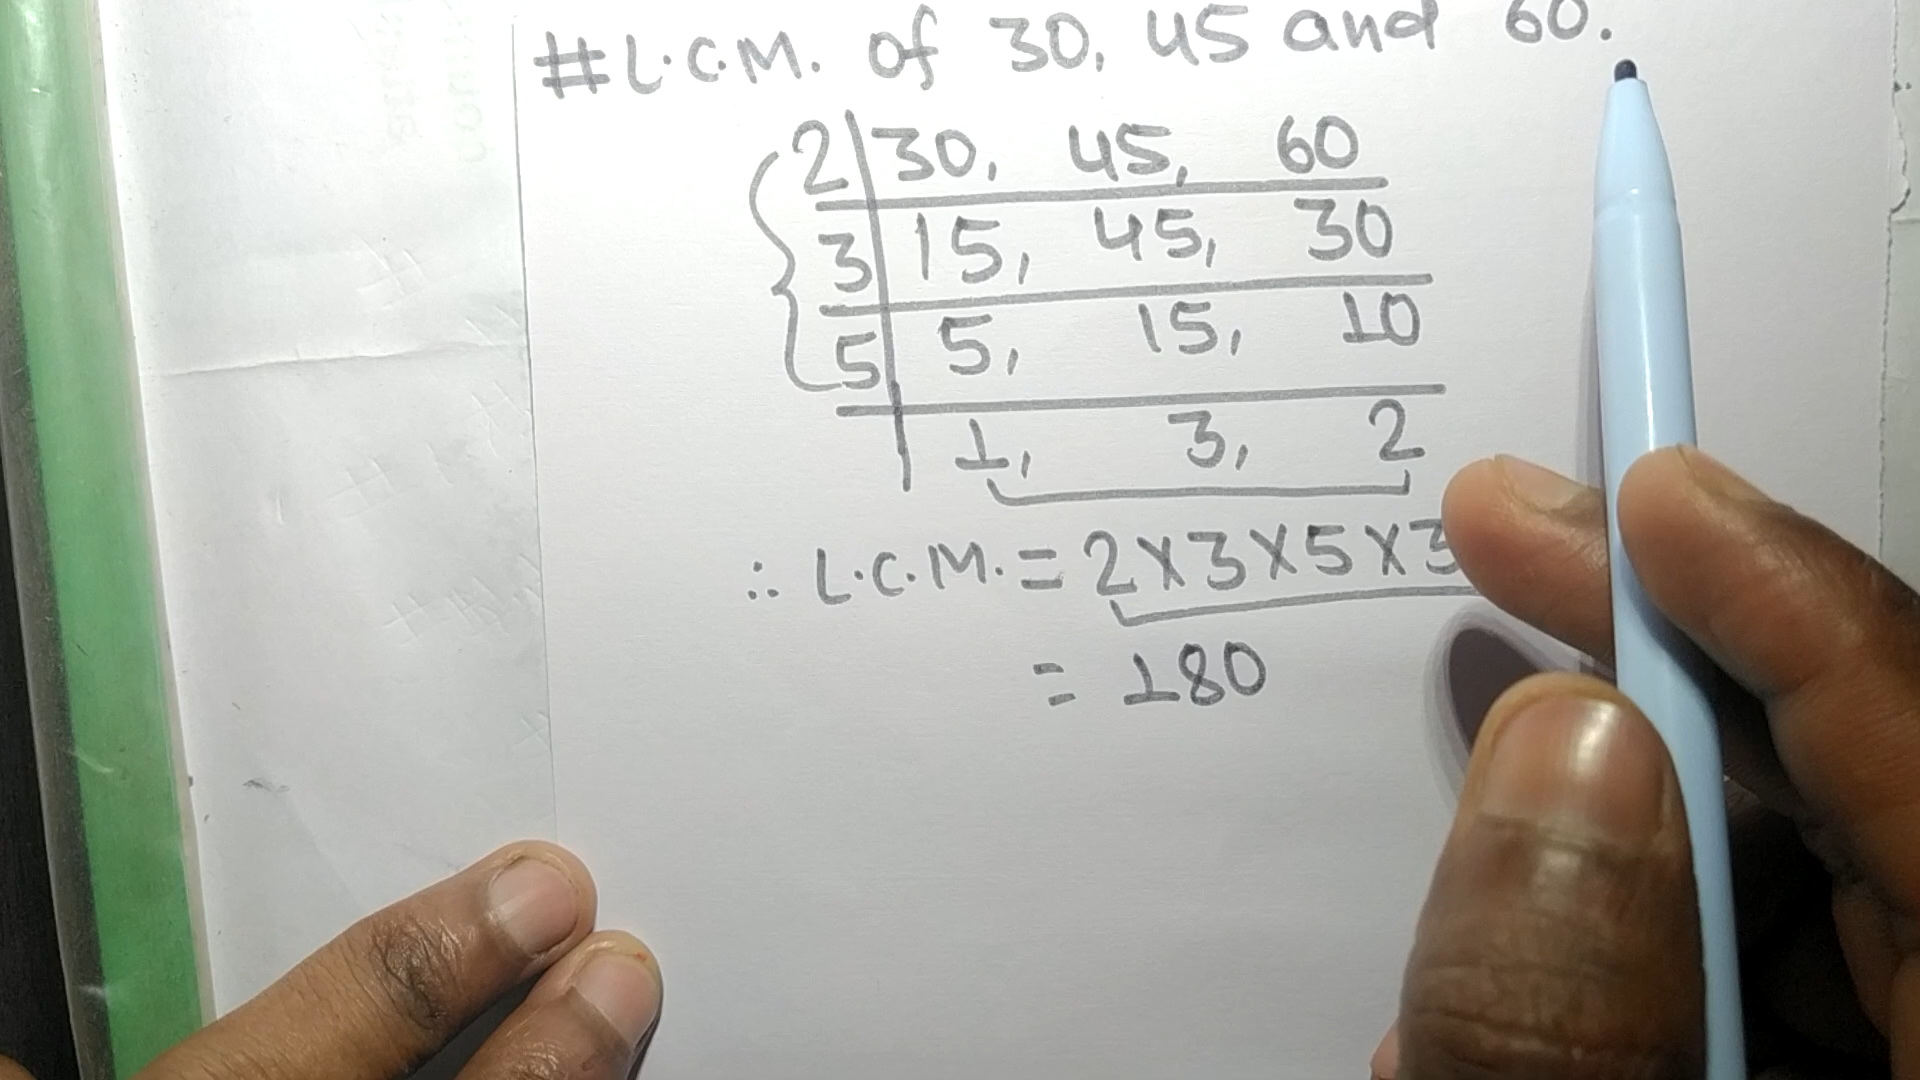 #L.C.M. of 30, 45 and 60.
2 30, 45, 60
3 15, 45, 30
5 5, 15, 10
1, 3, 2
∴ L.C.M. = 2×3×5×3
= 180